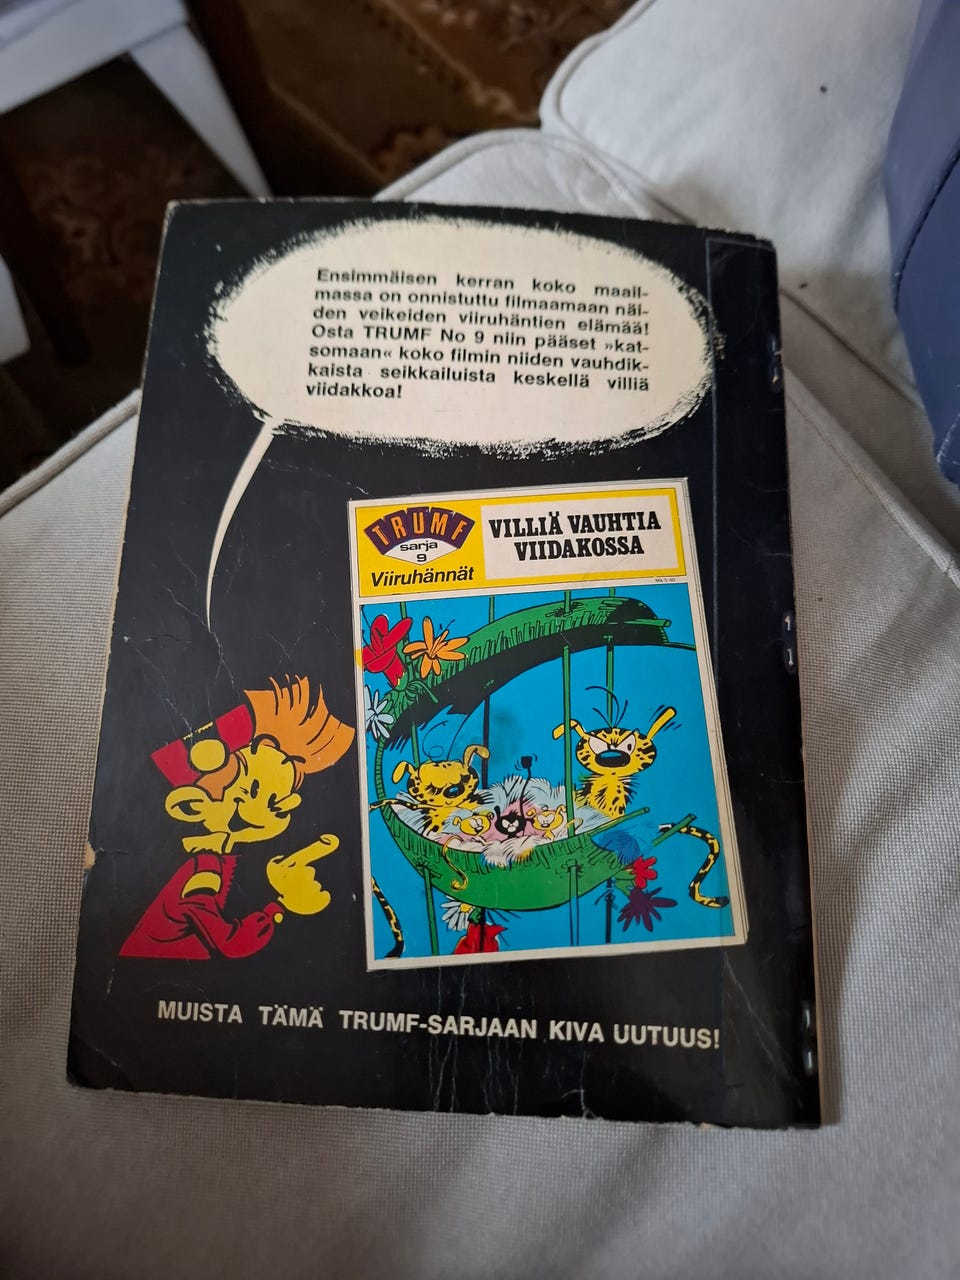 Ensimmäisen kerran koko maail-
massa on onnistuttu filmaamaan näi-
den veikeiden viiruhäntien elämää!
Osta TRUMF No 9 niin pääset »kat-
somaan« koko filmin niiden vauhdik-
kaista seikkailuista keskellä villiä
viidakkoa!
TRUMF
sarja
9
Viiruhännät
VILLIÄ VAUHTIA
VIIDAKOSSA
MUISTA TÄMÄ TRUMF-SARJAAN KIVA UUTUUS!